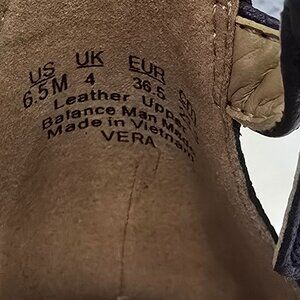 US UK EUR
6.5M 4 36.5
Leather Upper
Balance Man Made
Made in Vietnam
VERA